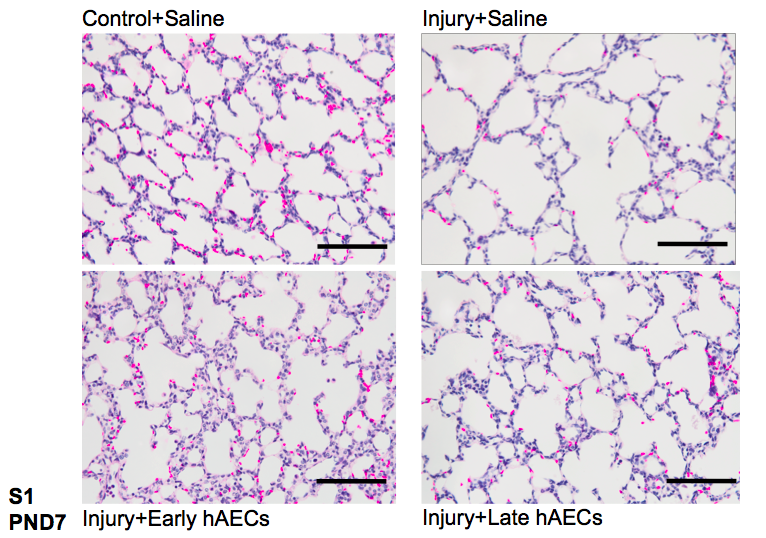 Control+Saline
Injury+Saline
S1
PND7
Injury+Early hAECs
Injury+Late hAECs